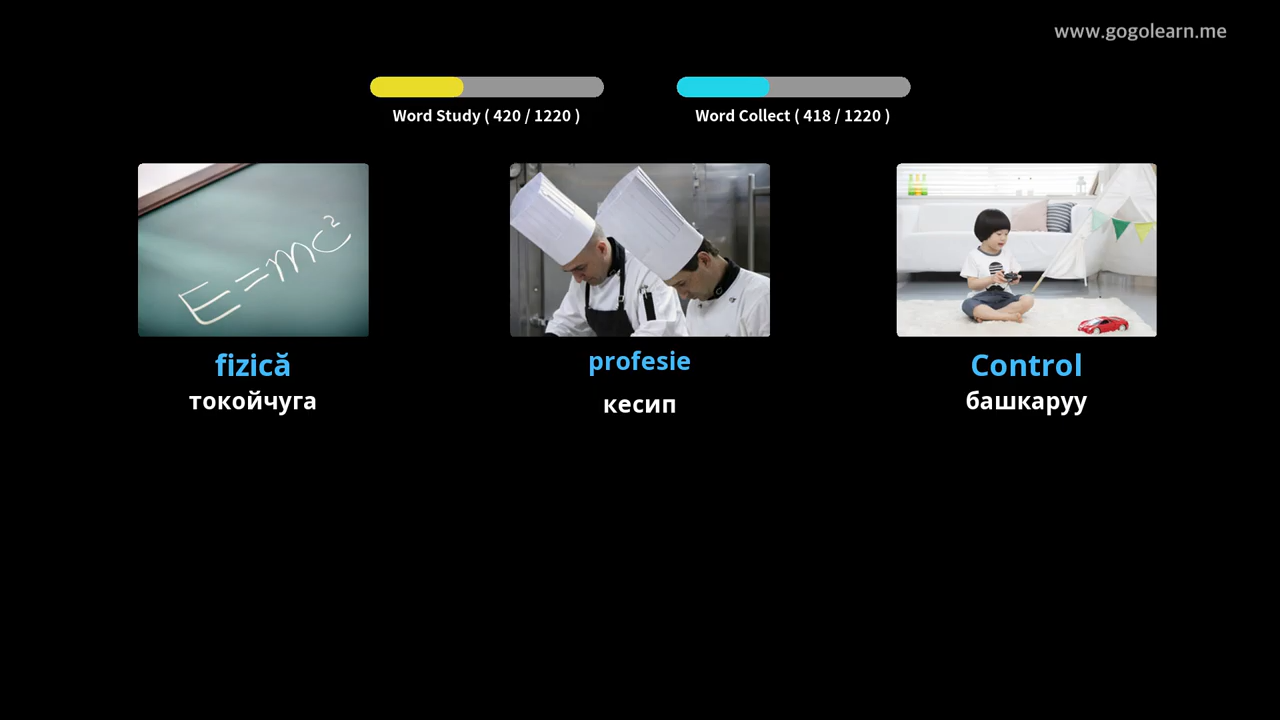 www.gogolearn.me
Word Study ( 420 / 1220 )
Word Collect ( 418 / 1220 )
E=mc²
fizică
токойчуга
profesie
кесип
Control
башкаруу